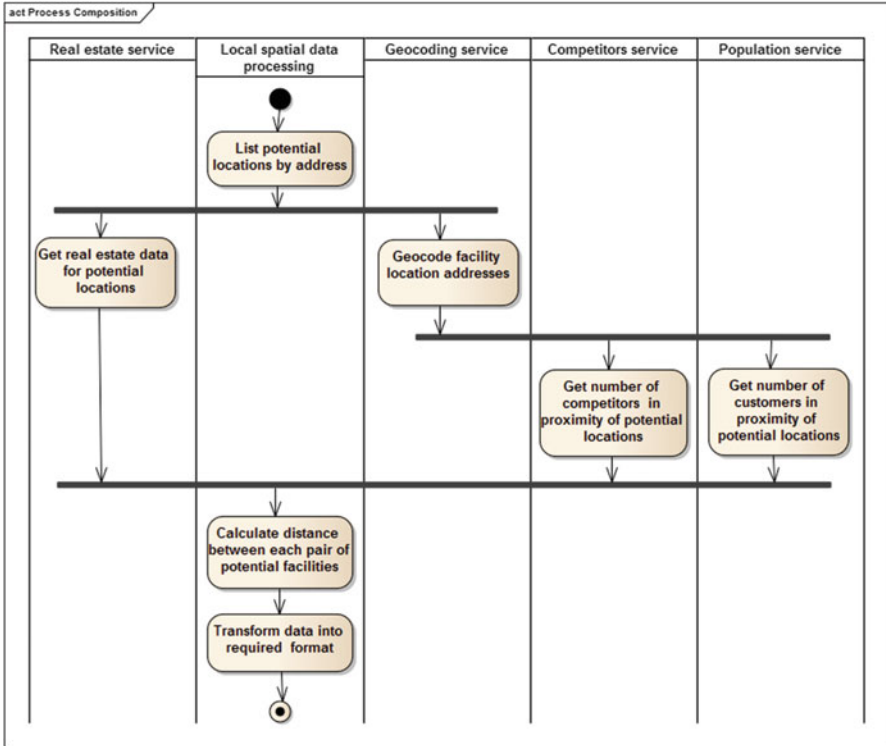 act Process Composition
Real estate service
Local spatial data
processing
Geocoding service
Competitors service
Population service
List potential
locations by address
Get real estate data
for potential
locations
Geocode facility
location addresses
Get number of
competitors in
proximity of potential
locations
Get number of
customers in
proximity of
potential locations
Calculate distance
between each pair of
potential facilities
Transform data into
required format